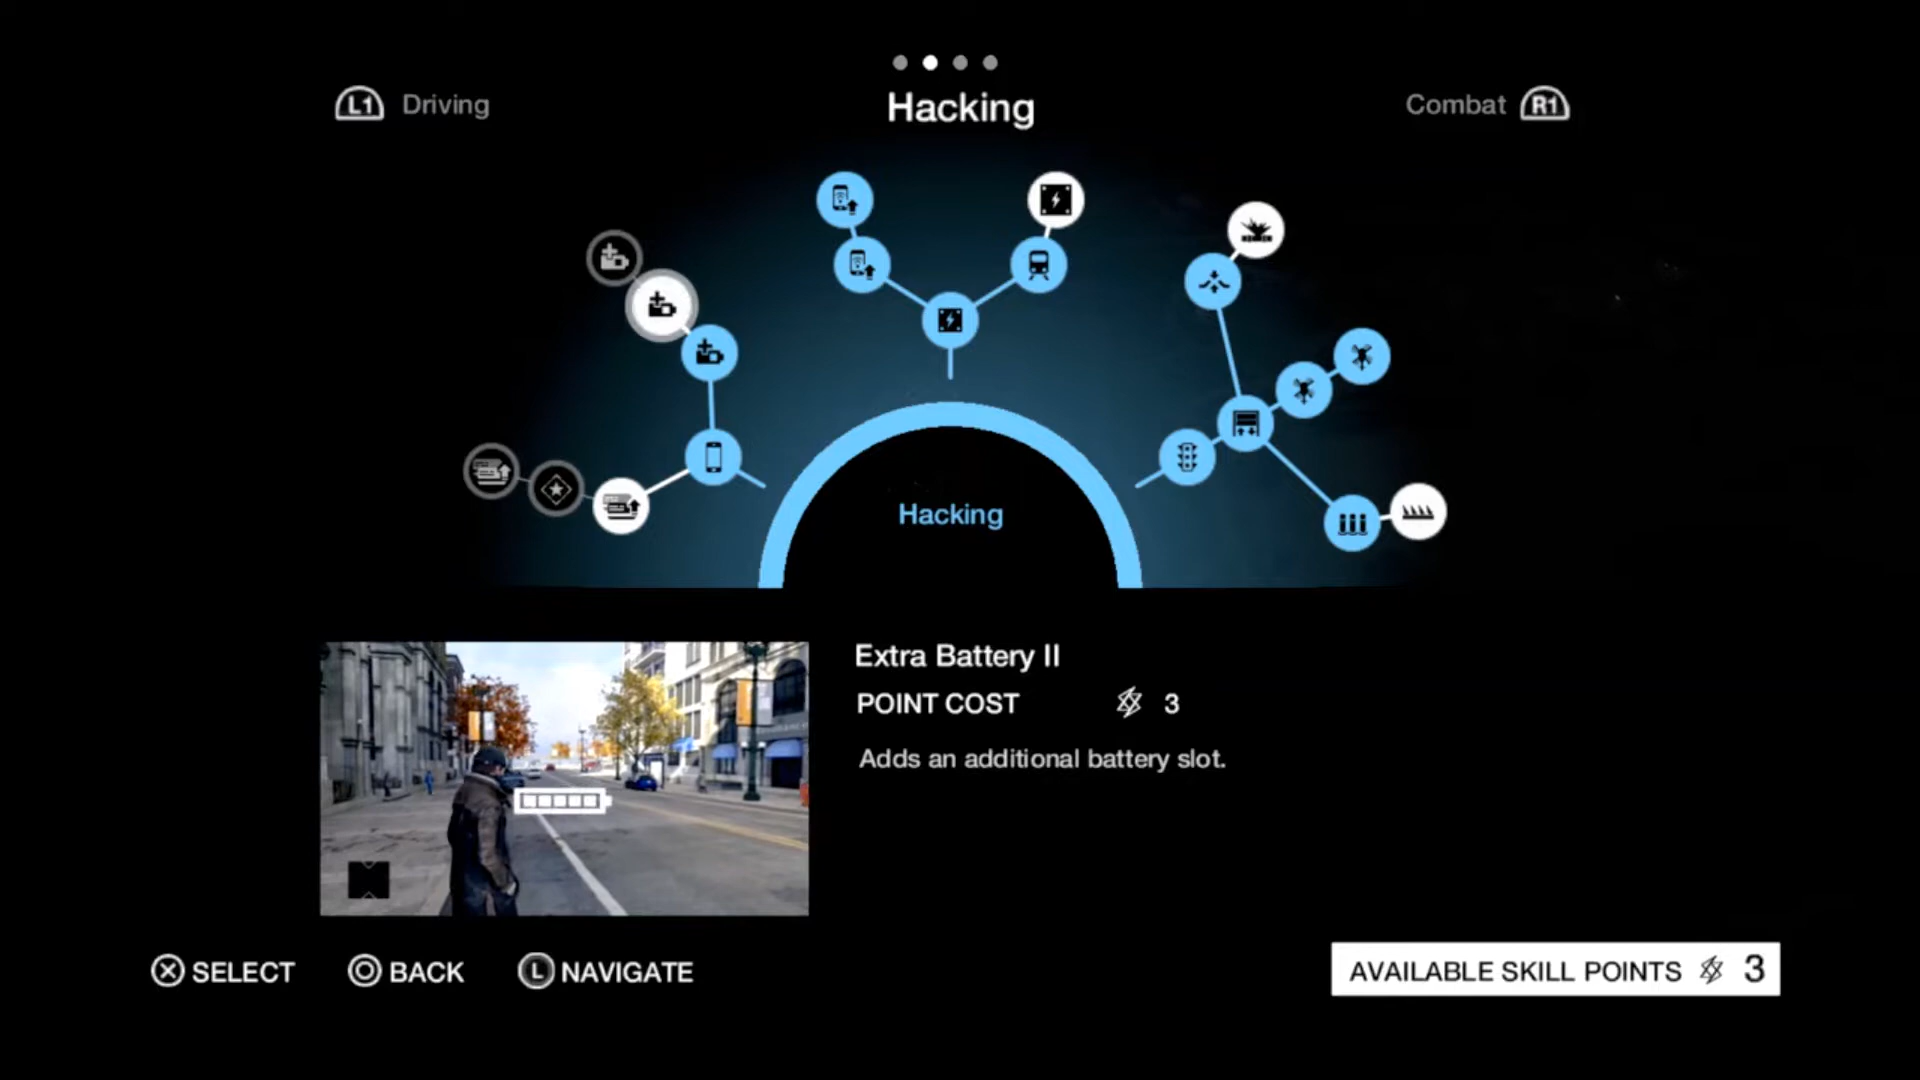 L1 Driving
Hacking
Combat R1
Hacking
Extra Battery II
POINT COST 3
Adds an additional battery slot.
SELECT
BACK
L NAVIGATE
AVAILABLE SKILL POINTS 3